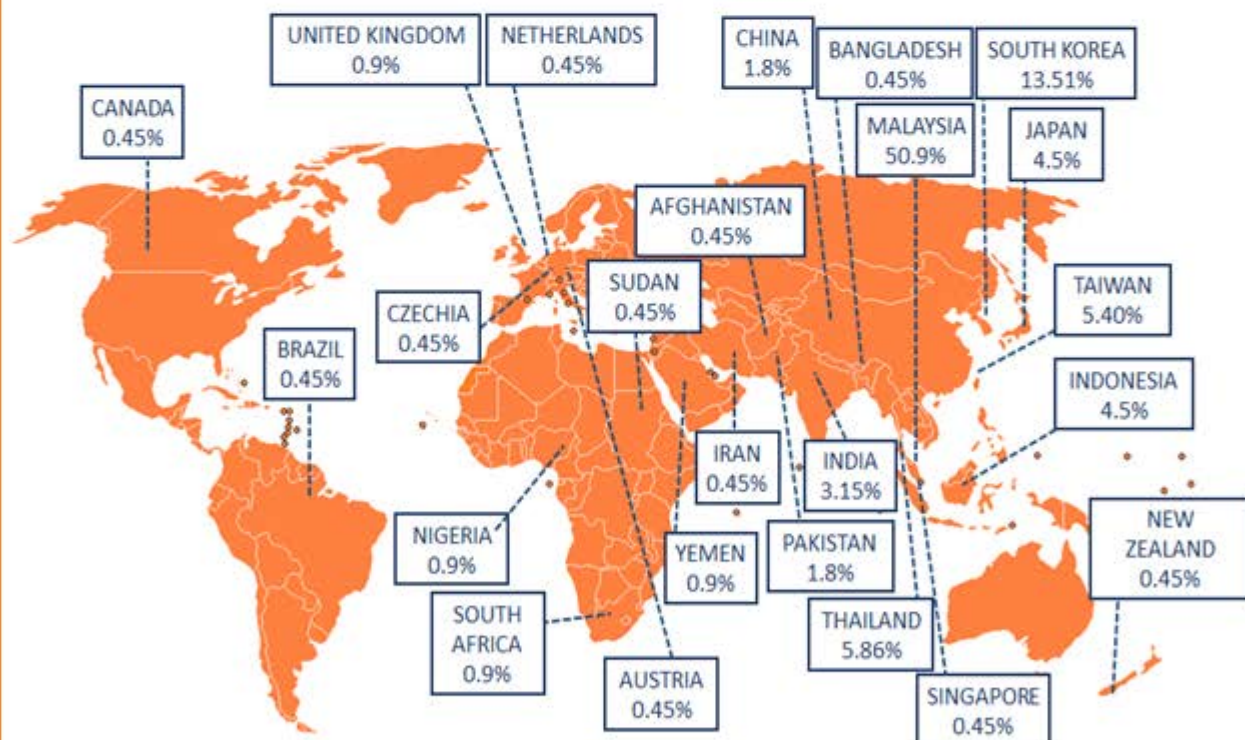 UNITED KINGDOM
0.9%
NETHERLANDS
0.45%
CHINA
1.8%
BANGLADESH
0.45%
SOUTH KOREA
13.51%
CANADA
0.45%
MALAYSIA
50.9%
JAPAN
4.5%
AFGHANISTAN
0.45%
SUDAN
0.45%
TAIWAN
5.40%
CZECHIA
0.45%
BRAZIL
0.45%
INDONESIA
4.5%
IRAN
0.45%
INDIA
3.15%
NIGERIA
0.9%
YEMEN
0.9%
PAKISTAN
1.8%
NEW
ZEALAND
0.45%
SOUTH
AFRICA
0.9%
THAILAND
5.86%
AUSTRIA
0.45%
SINGAPORE
0.45%